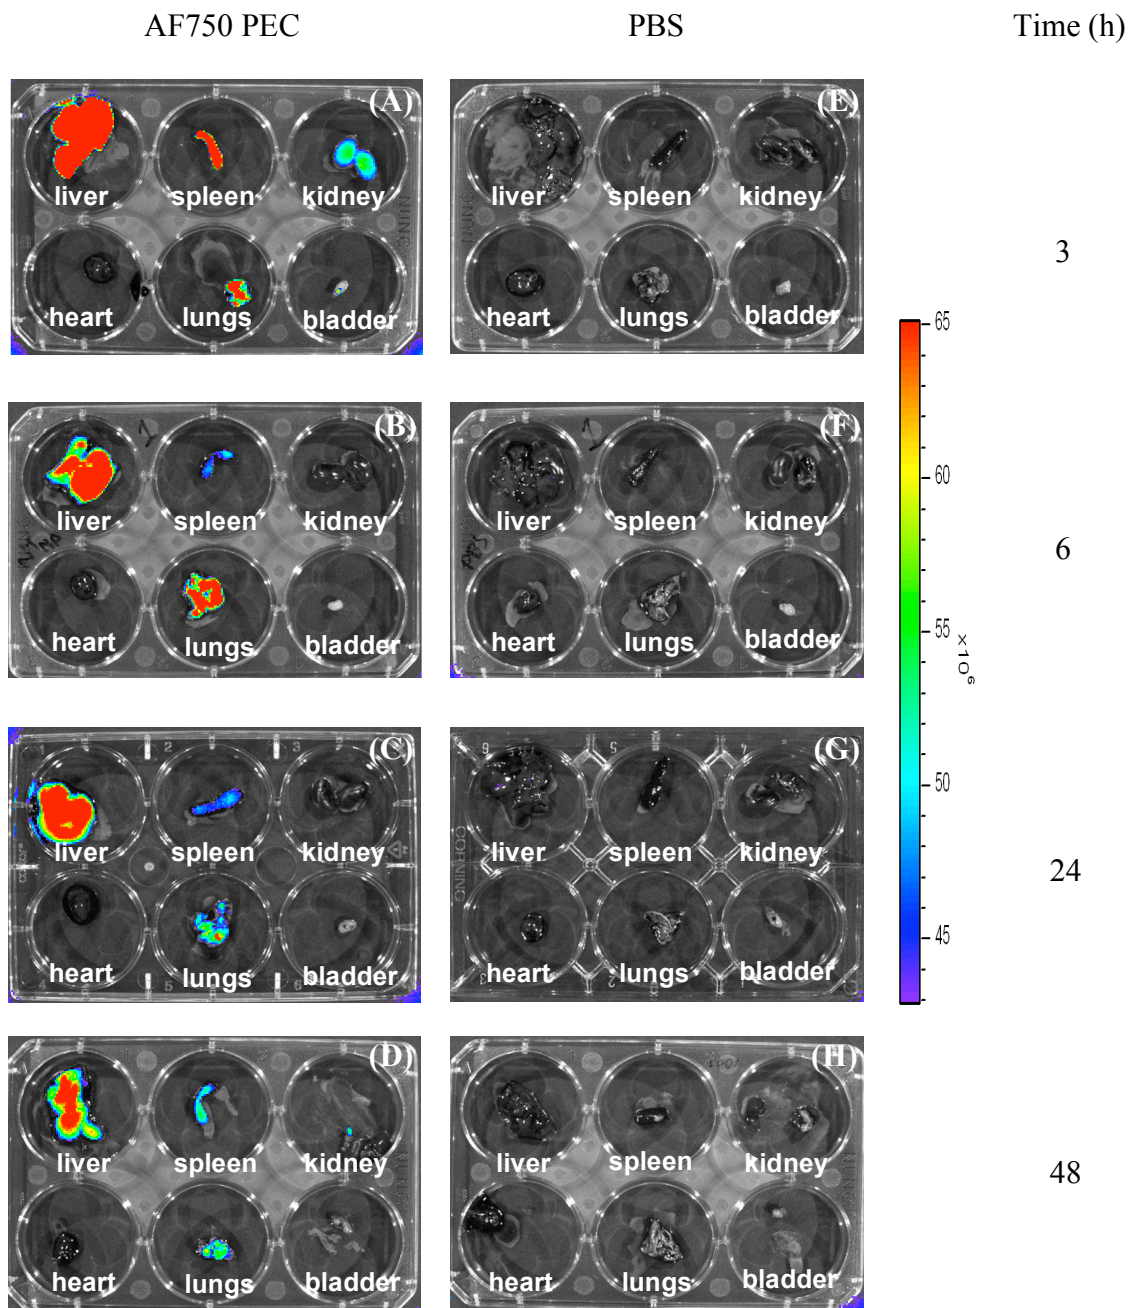 AF750 PEC PBS Time (h)
(A) (E)
liver spleen kidney liver spleen kidney
3
heart lungs bladder heart lungs bladder
65
(B) (F)
60
liver spleen kidney liver spleen kidney
6
heart lungs bladder heart lungs bladder
55
×10⁶
(C) (G)
50
liver spleen kidney liver spleen kidney
CORNING
24
45
heart lungs bladder heart lungs bladder
(D) (H)
liver spleen kidney liver spleen kidney
48
heart lungs bladder heart lungs bladder